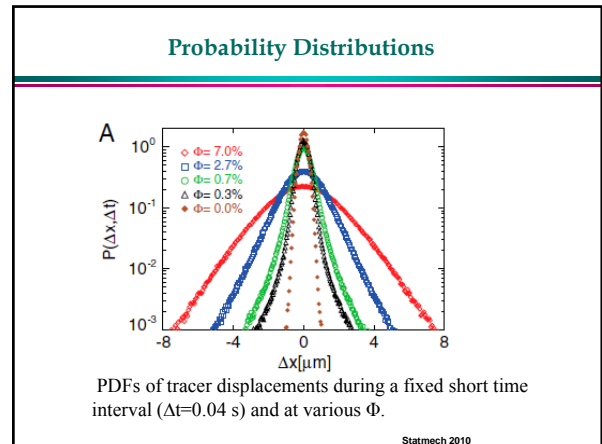 Probability Distributions
A
10⁰
10⁻¹
10⁻²
10⁻³
P(Δx,Δt)
Φ= 7.0%
Φ= 2.7%
Φ= 0.7%
Φ= 0.3%
Φ= 0.0%
-8 -4 0 4 8
Δx[μm]
PDFs of tracer displacements during a fixed short time
interval (Δt=0.04 s) and at various Φ.
Statmech 2010